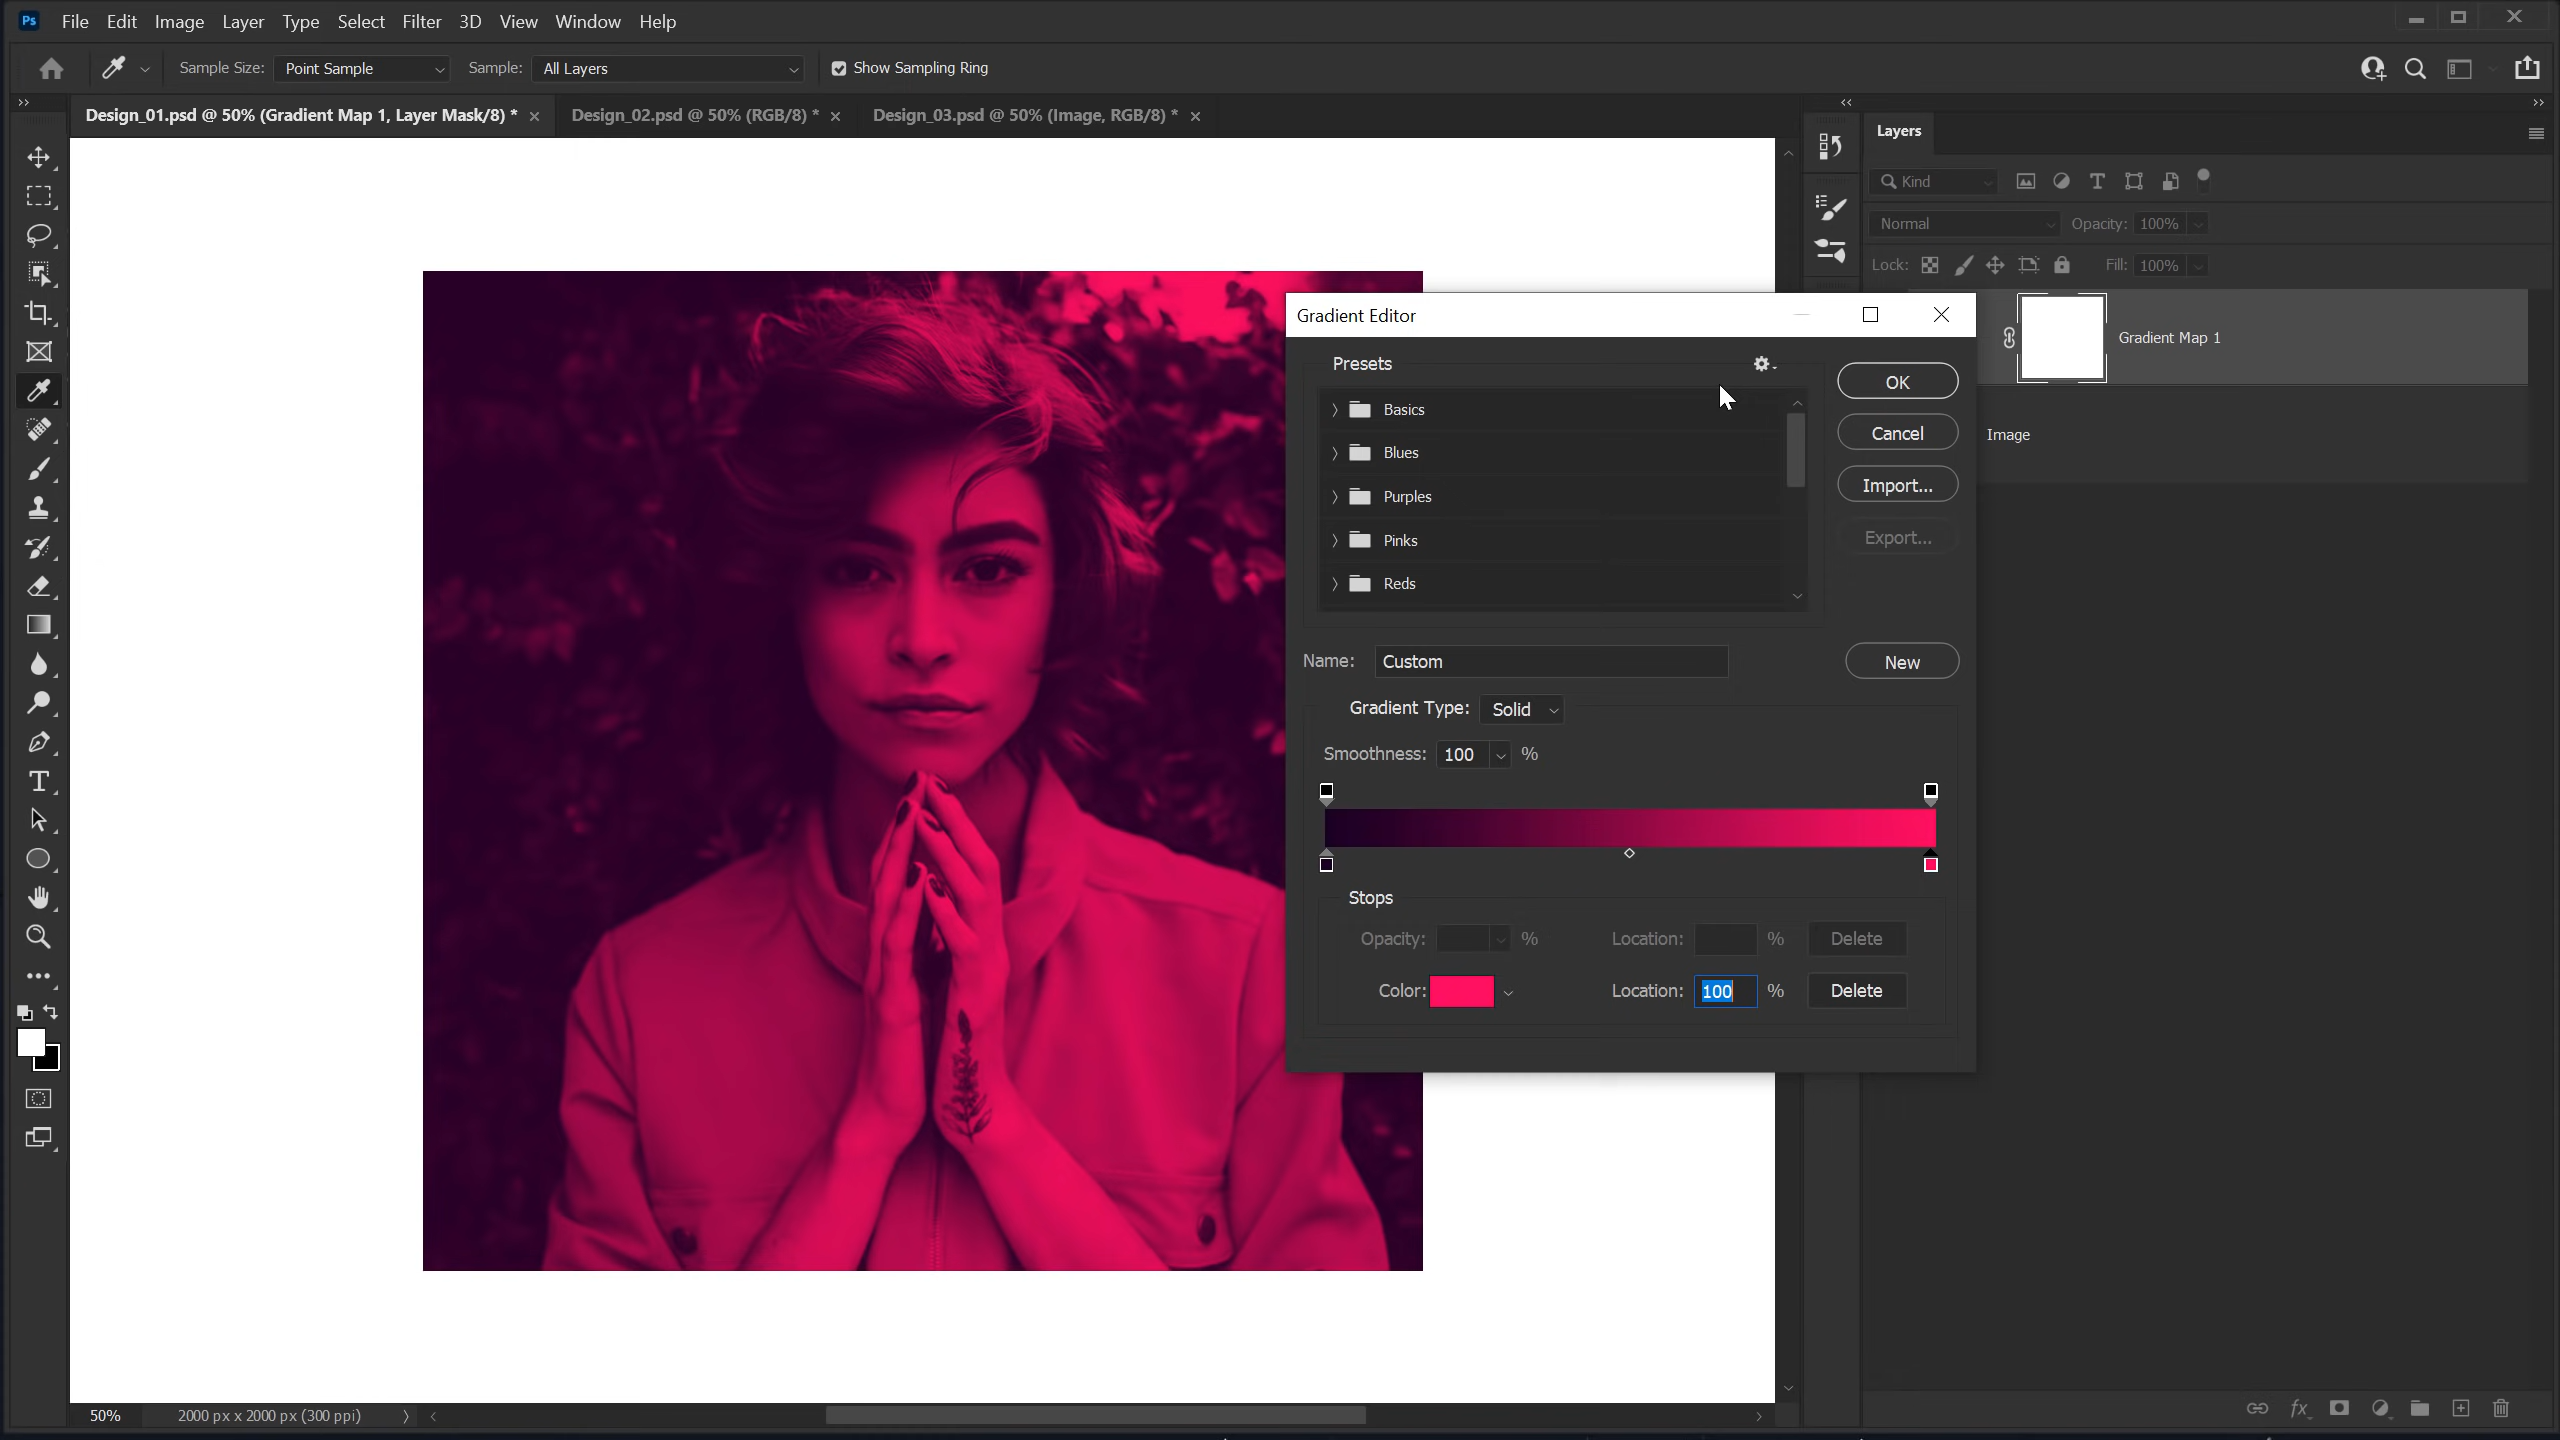 Ps File Edit Image Layer Type Select Filter 3D View Window Help
Sample Size: Point Sample Sample: All Layers Show Sampling Ring
Design_01.psd @ 50% (Gradient Map 1, Layer Mask/8) * Design_02.psd @ 50% (RGB/8) * Design_03.psd @ 50% (Image, RGB/8) *
Layers
Kind
Normal Opacity: 100%
Lock: Fill: 100%
Gradient Map 1
Image
Gradient Editor
Presets
Basics
Blues
Purples
Pinks
Reds
OK
Cancel
Import...
Export...
Name: Custom New
Gradient Type: Solid
Smoothness: 100 %
Stops
Opacity: % Location: % Delete
Color: Location: 100 % Delete
50% 2000 px x 2000 px (300 ppi)
fx